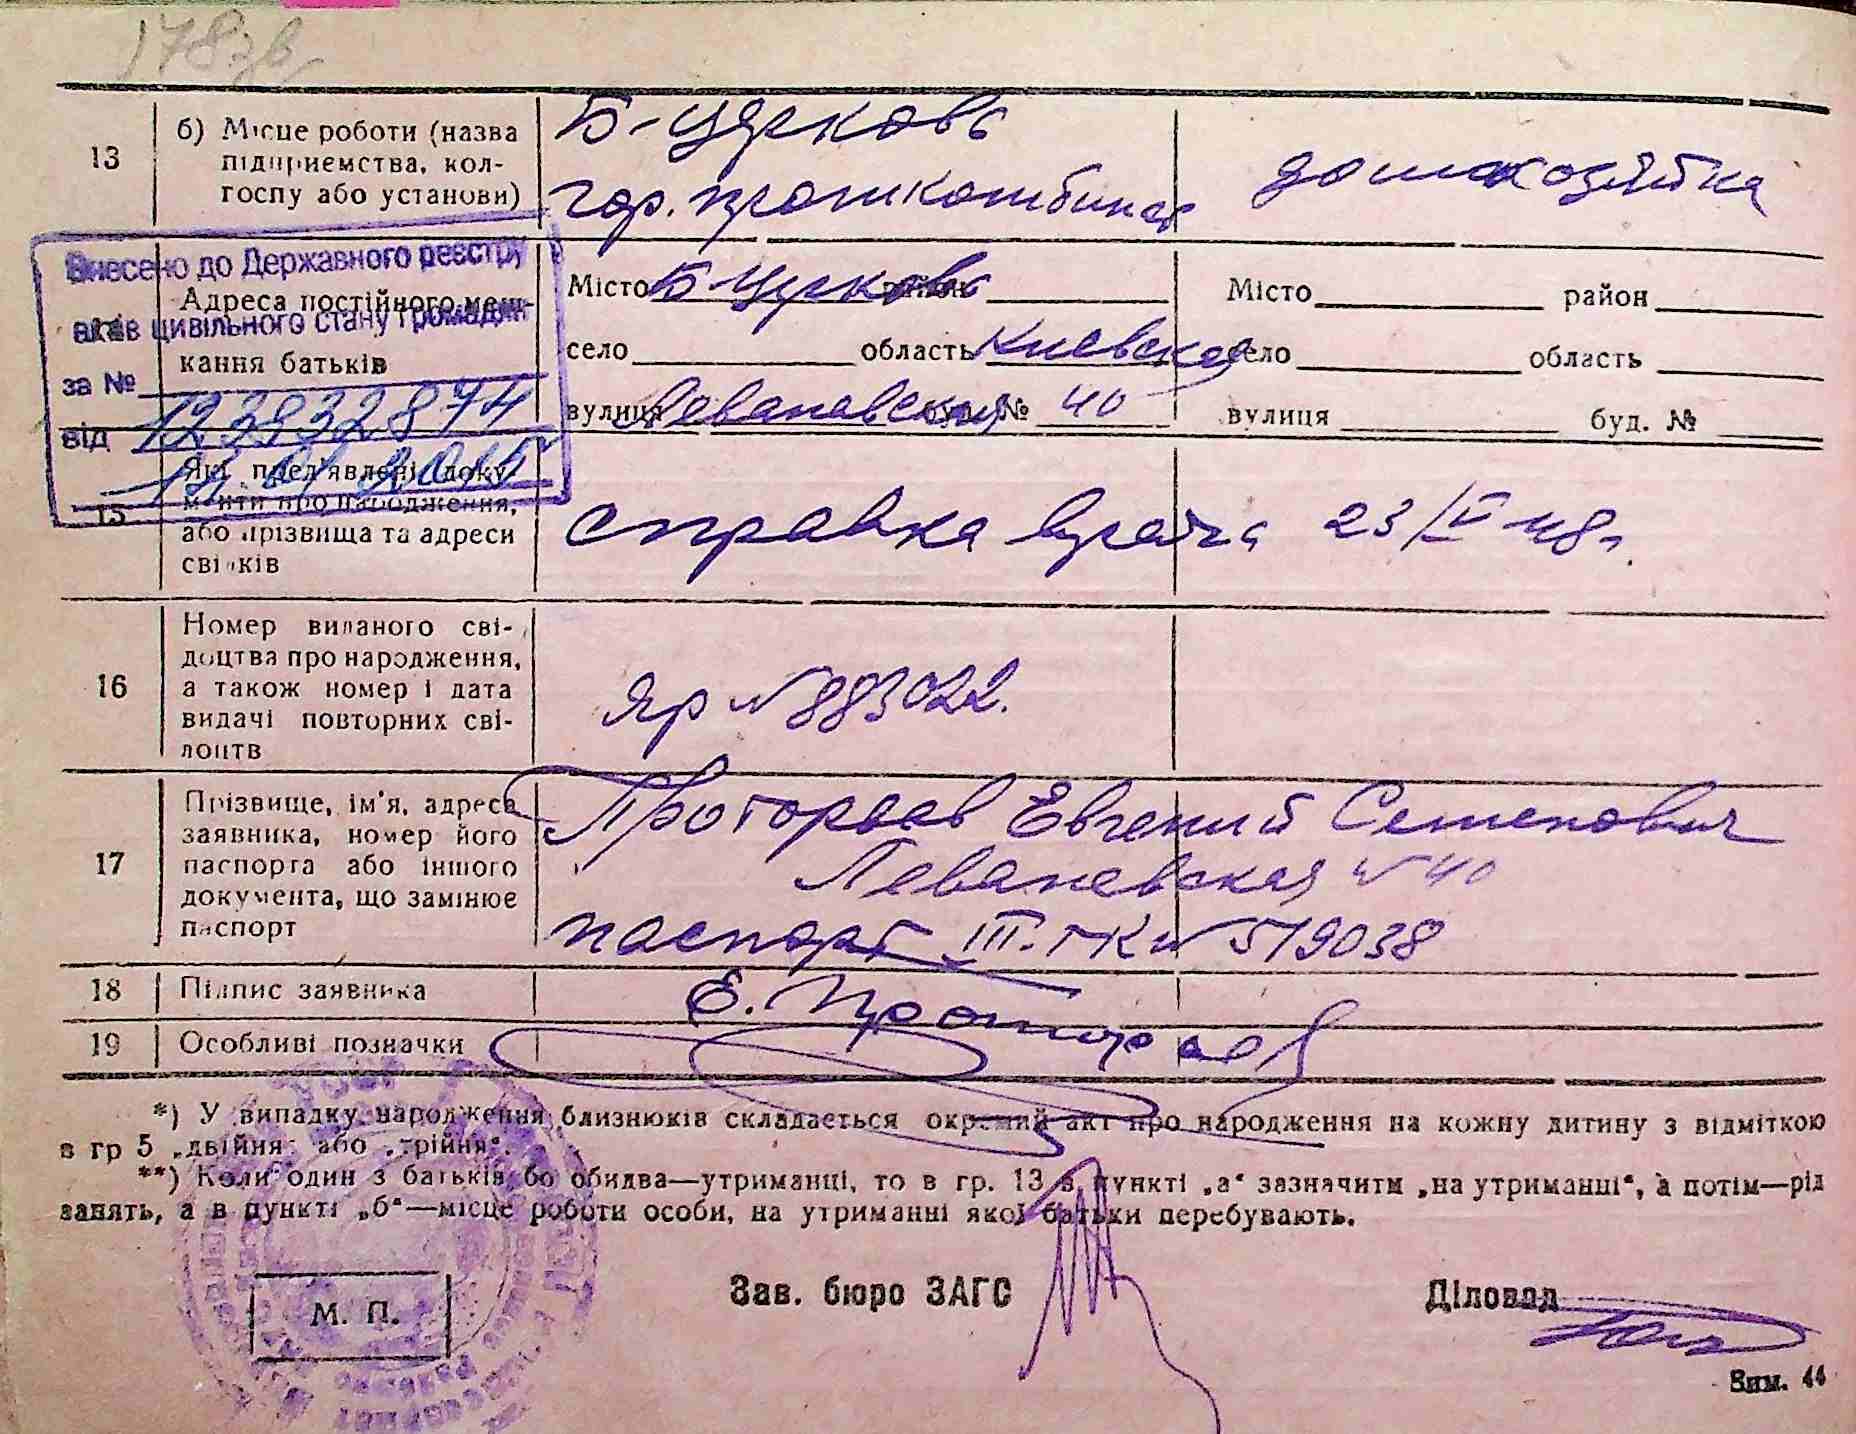 178зв
13
б) Місце роботи (назва
підприємства, кол-
госпу або установи)
Б-Церковь
гор. промкомбинат
домохозяйка
Внесено до Державного реєстру
актів цивільного стану громадян
за № 12383287
від
Адреса постійного меш-
кання батьків
Місто Б Церковь район
село область Киевская
вулиця Леваневская буд. № 40
Місто район
село область
вулиця буд. №
15
Які пред'явлені доку-
менти про народження,
або прізвища та адреси
свідків
справка врача 23/V 48 г.
16
Номер виданого сві-
доцтва про народження,
а також номер і дата
видачі повторних сві-
доцтв
Яр № 883022.
17
Прізвище, ім'я, адреса
заявника, номер його
паспорта або іншого
документа, що замінює
паспорт
Евгений Семенович
Леваневская № 40
паспорт III-ГК № 519038
18
Підпис заявника
19
Особливі позначки
*) У випадку народження близнюків складається окремий акт про народження на кожну дитину з відміткою
в гр 5 „двійня" або „трійня".
**) Коли один з батьків, бо обидва—утриманці, то в гр. 13 в пункті „а" зазначити „на утриманні", а потім—рід
занять, а в пункті „б"—місце роботи особи, на утриманні якої батьки перебувають.
М. П.
Зав. бюро ЗАГС
Діловод
Зим. 44